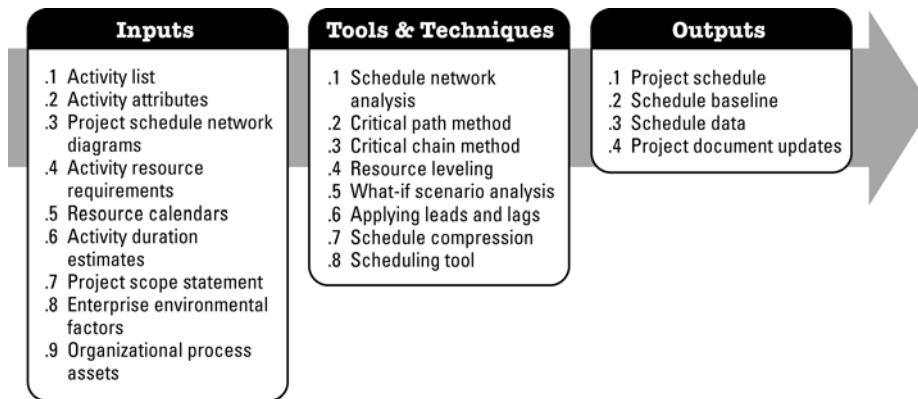 Inputs
.1 Activity list
.2 Activity attributes
.3 Project schedule network
diagrams
.4 Activity resource
requirements
.5 Resource calendars
.6 Activity duration
estimates
.7 Project scope statement
.8 Enterprise environmental
factors
.9 Organizational process
assets
Tools & Techniques
.1 Schedule network
analysis
.2 Critical path method
.3 Critical chain method
.4 Resource leveling
.5 What-if scenario analysis
.6 Applying leads and lags
.7 Schedule compression
.8 Scheduling tool
Outputs
.1 Project schedule
.2 Schedule baseline
.3 Schedule data
.4 Project document updates